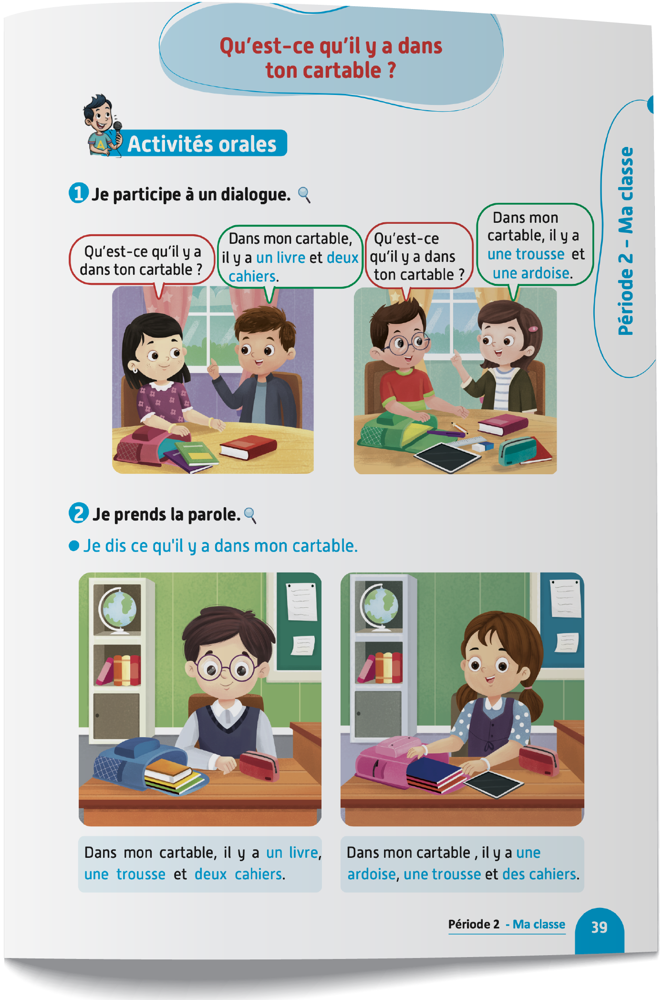 Qu'est-ce qu'il y a dans
ton cartable ?
A
Activités orales
1 Je participe à un dialogue.
Qu'est-ce qu'il y a
dans ton cartable ?
Dans mon cartable,
il y a un livre et deux
cahiers.
Qu'est-ce
qu'il y a dans
ton cartable ?
Dans mon
cartable, il y a
une trousse et
une ardoise.
2 Je prends la parole.
● Je dis ce qu'il y a dans mon cartable.
Dans mon cartable, il y a un livre,
une trousse et deux cahiers.
Dans mon cartable , il y a une
ardoise, une trousse et des cahiers.
Période 2 - Ma classe
39
Période 2 – Ma classe